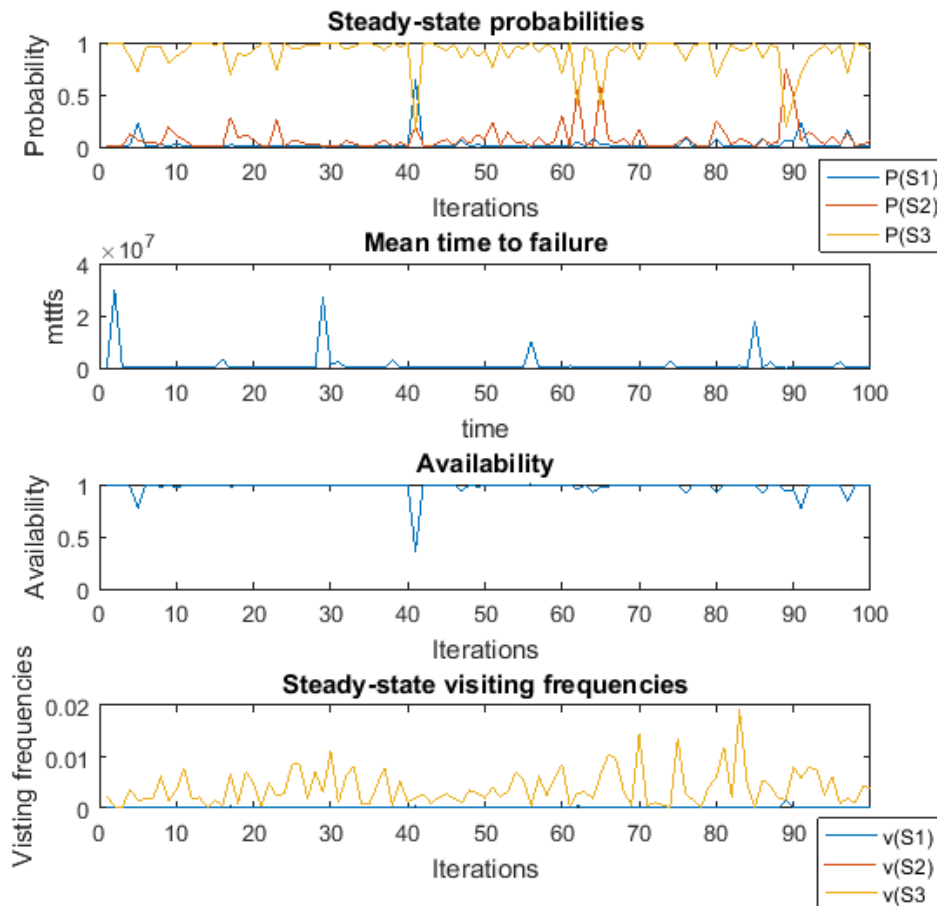 Steady-state probabilities
Probability
1
0.5
0
0 10 20 30 40 50 60 70 80 90
Iterations
P(S1)
P(S2)
P(S3
Mean time to failure
×10^7
mttfs
4
2
0
0 10 20 30 40 50 60 70 80 90 100
time
Availability
Availability
1
0.5
0
0 10 20 30 40 50 60 70 80 90 100
Iterations
Steady-state visiting frequencies
Visting frequencies
0.02
0.01
0
0 10 20 30 40 50 60 70 80 90
Iterations
v(S1)
v(S2)
v(S3